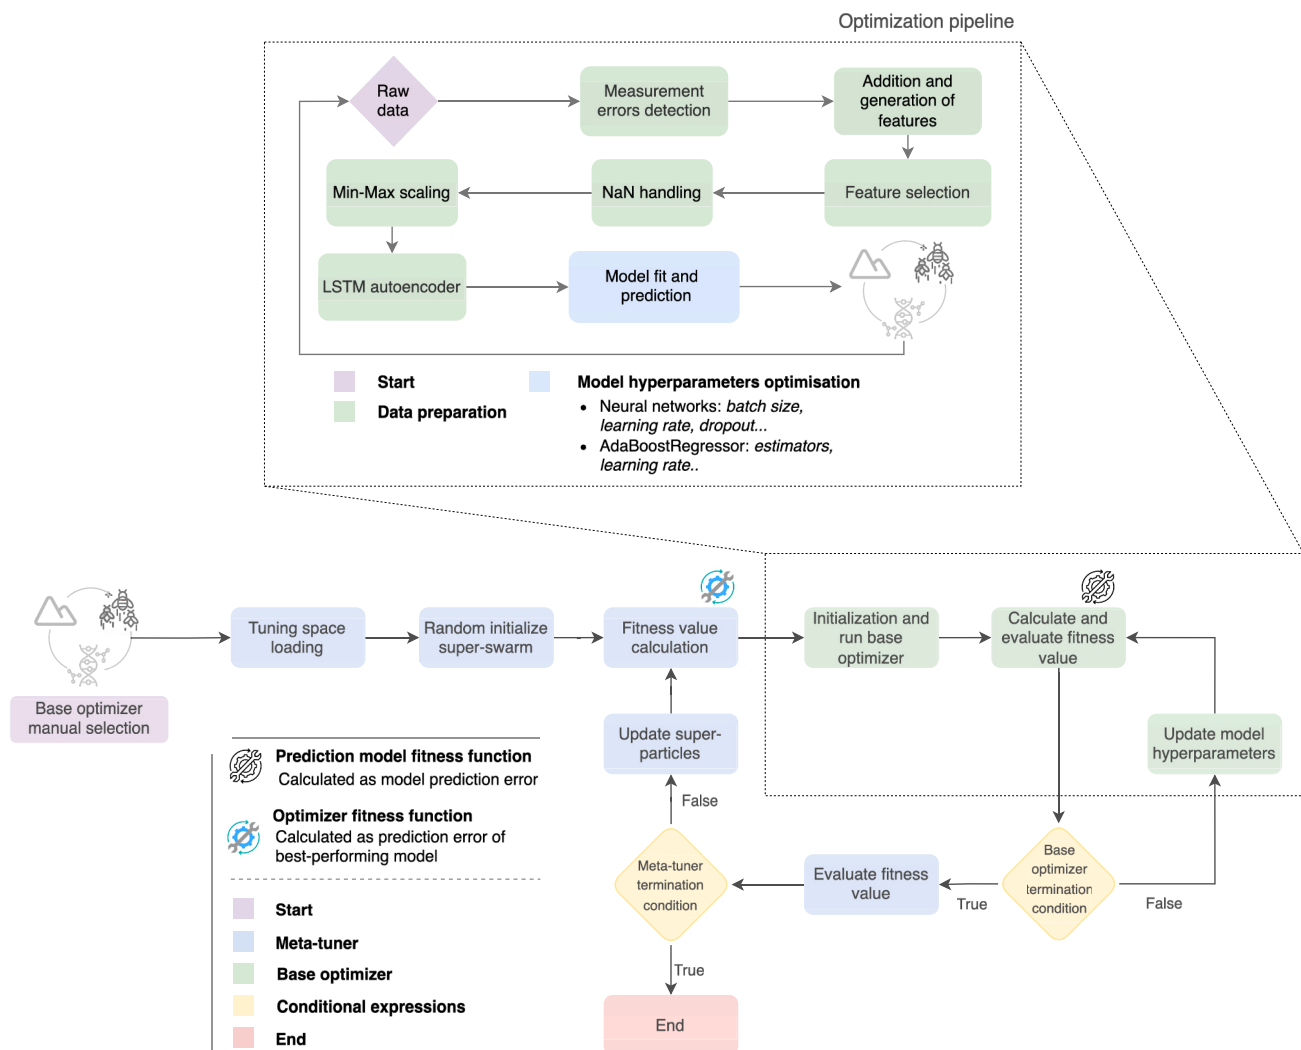 Optimization pipeline
Raw
data
Measurement
errors detection
Addition and
generation of
features
Min-Max scaling
NaN handling
Feature selection
LSTM autoencoder
Model fit and
prediction
Start
Data preparation
Model hyperparameters optimisation
• Neural networks: batch size,
learning rate, dropout...
• AdaBoostRegressor: estimators,
learning rate..
Base optimizer
manual selection
Tuning space
loading
Random initialize
super-swarm
Fitness value
calculation
Initialization and
run base
optimizer
Calculate and
evaluate fitness
value
Update super-
particles
Update model
hyperparameters
False
Meta-tuner
termination
condition
Evaluate fitness
value
True
Base
optimizer
termination
condition
False
True
End
Prediction model fitness function
Calculated as model prediction error
Optimizer fitness function
Calculated as prediction error of
best-performing model
Start
Meta-tuner
Base optimizer
Conditional expressions
End